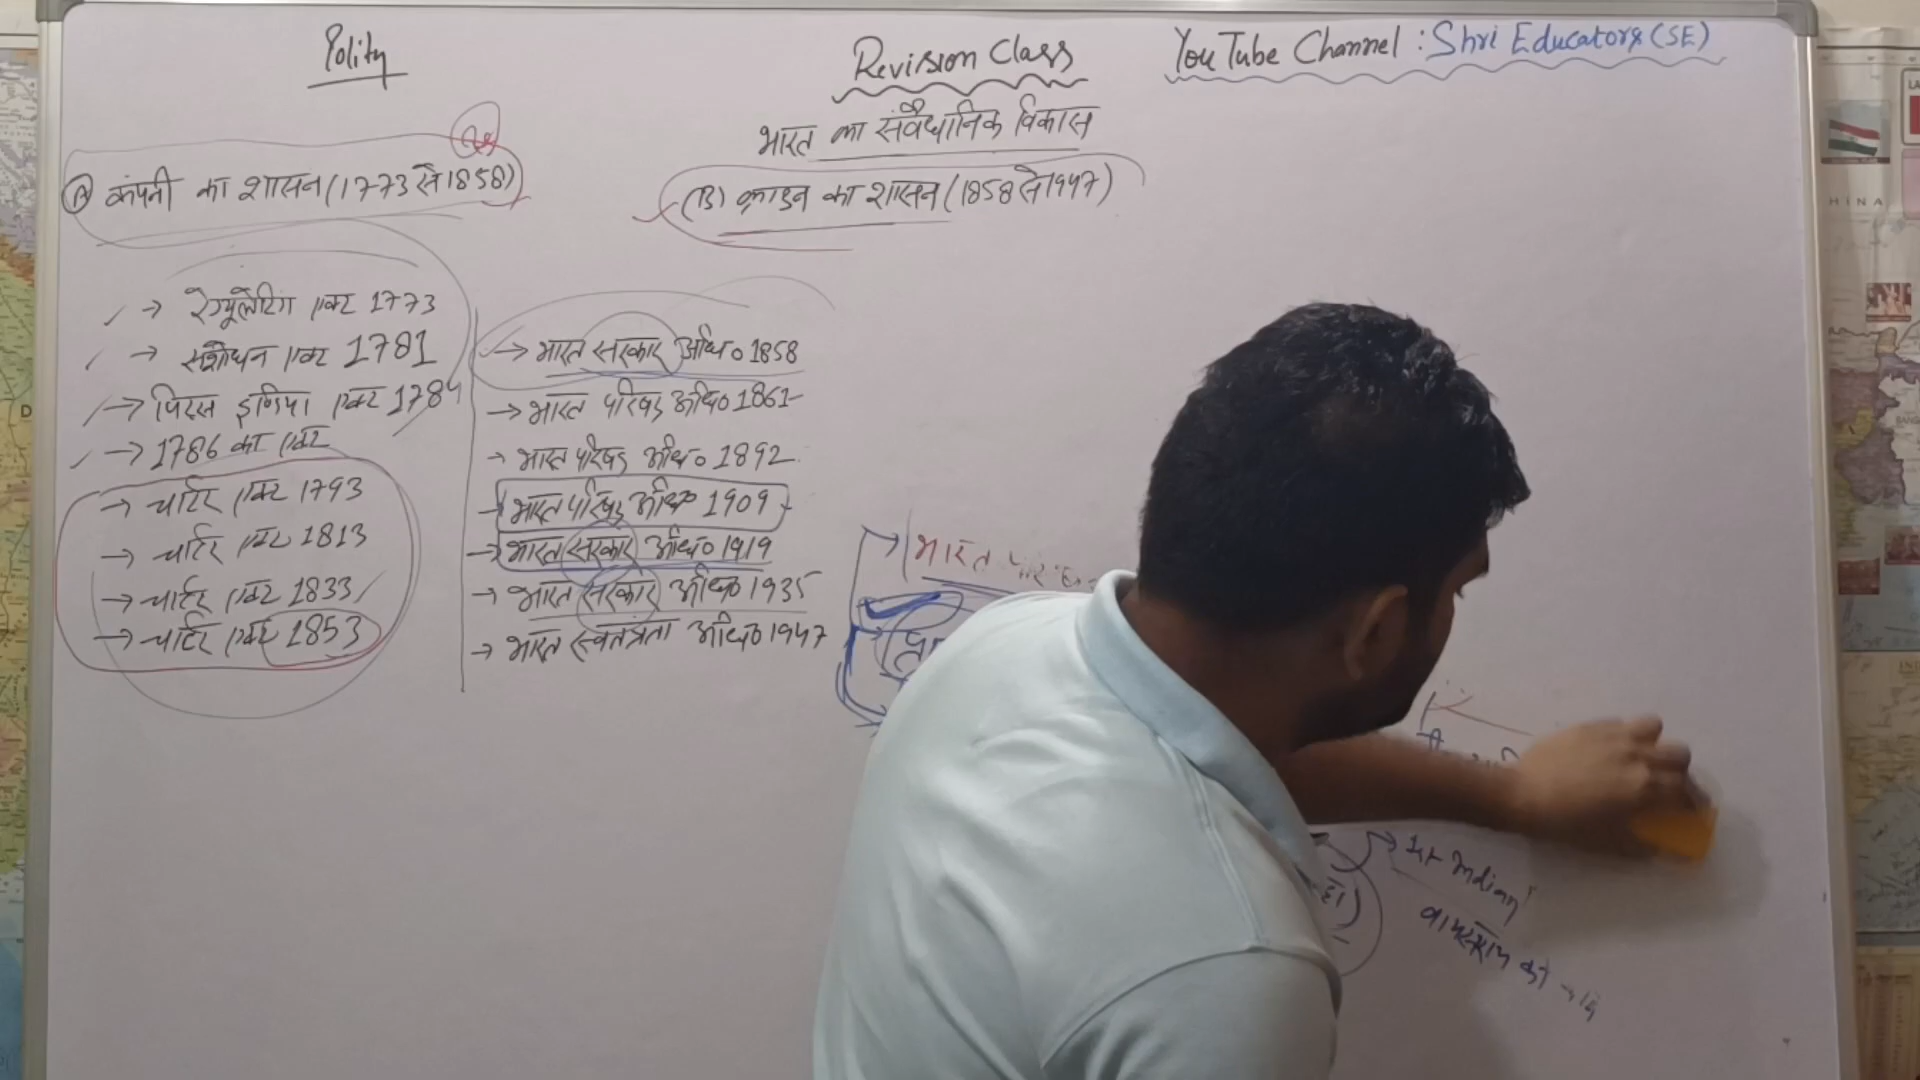 Polity
Revision Class
YouTube Channel : Shri Educators (SE)
भारत का संवैधानिक विकास
(A) कंपनी का शासन (1773 से 1858)
(B) क्राउन का शासन (1858 से 1947)
→ रेग्यूलेटिंग एक्ट 1773
→ संशोधन एक्ट 1781
→ पिट्स इण्डिया एक्ट 1784
→ 1786 का एक्ट
→ चार्टर एक्ट 1793
→ चार्टर एक्ट 1813
→ चार्टर एक्ट 1833
→ चार्टर एक्ट 1853
→ भारत सरकार अधि० 1858
→ भारत परिषद अधि० 1861
→ भारत परिषद अधि० 1892
→ भारत परिषद अधि० 1909
→ भारत सरकार अधि० 1919
→ भारत सरकार अधि० 1935
→ भारत स्वतंत्रता अधि० 1947
→ भारत
→ 1st Indian
वायसराय की
HINA